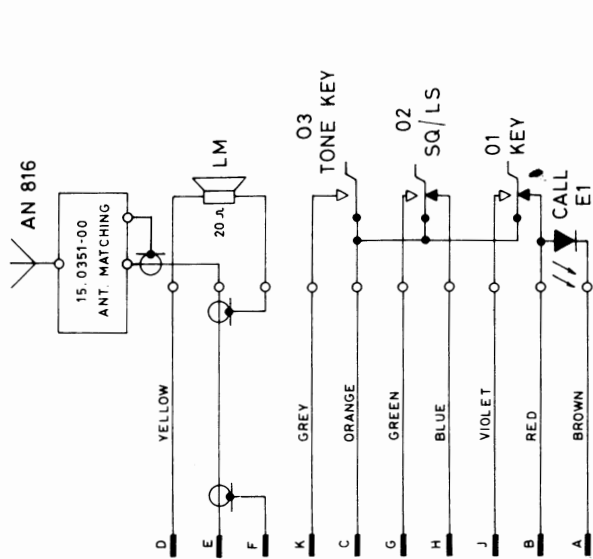 AN 816
15.0351-00
ANT. MATCHING
LM
20 Ω
03
TONE KEY
02
SQ/LS
01
KEY
CALL
E1
YELLOW
GREY
ORANGE
GREEN
BLUE
VIOLET
RED
BROWN
D
E
F
K
C
G
H
J
B
A